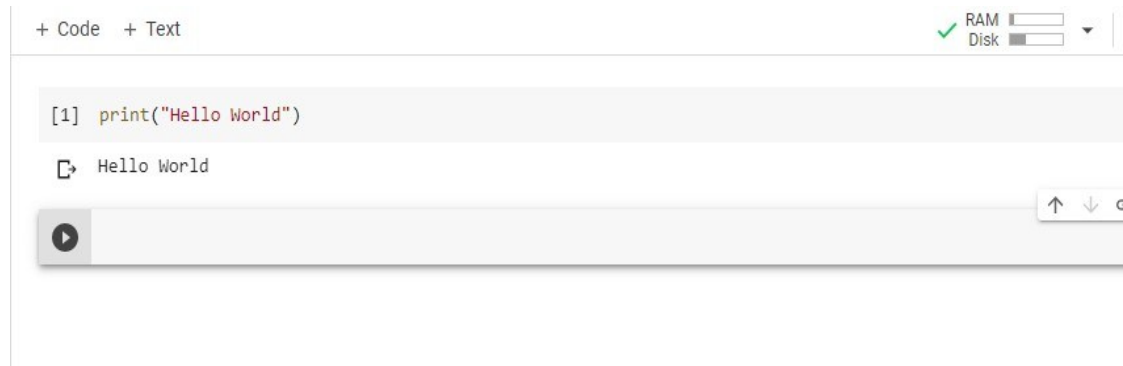 + Code + Text
RAM
Disk
[1] print("Hello World")
Hello World